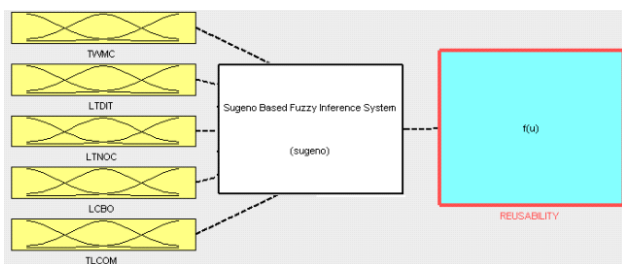 TWMC
LTDIT
LTNOC
LCBO
TLCOM
Sugeno Based Fuzzy Inference System
(sugeno)
f(u)
REUSABILITY